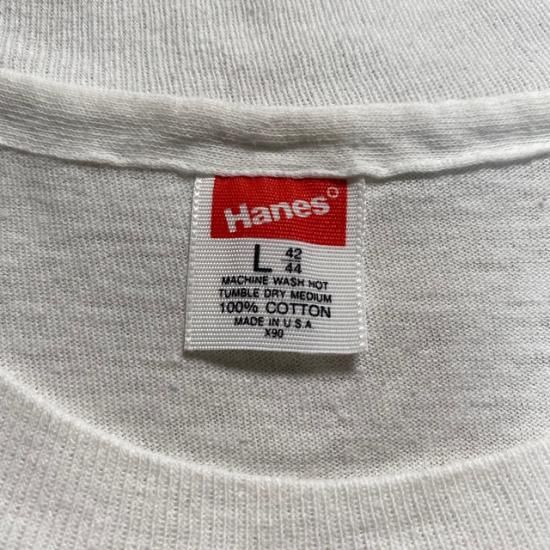 Hanes
L 42/44
MACHINE WASH HOT
TUMBLE DRY MEDIUM
100% COTTON
MADE IN U.S.A
X90